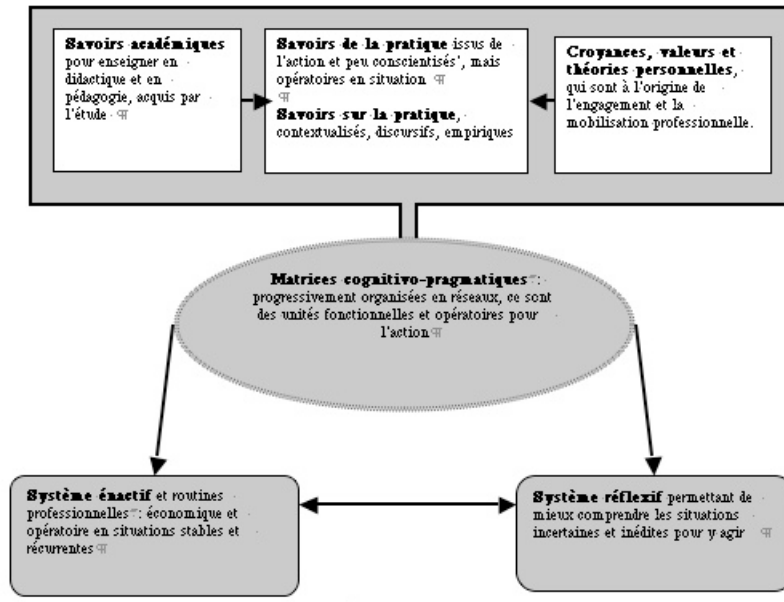 Savoirs académiques
pour enseigner en
didactique et en
pédagogie, acquis par
l'étude ¶
Savoirs de la pratique issus de
l'action et peu conscientisés', mais
opératoires en situation ¶
¶
Savoirs sur la pratique,
contextualisés, discursifs, empiriques
Croyances, valeurs et
théories personnelles,
qui sont à l'origine de
l'engagement et la
mobilisation professionnelle.
Matrices cognitivo-pragmatiques :
progressivement organisées en réseaux, ce sont
des unités fonctionnelles et opératoires pour
l'action ¶
Système énactif et routines
professionnelles : économique et
opératoire en situations stables et
récurrentes ¶
Système réflexif permettant de
mieux comprendre les situations
incertaines et inédites pour y agir ¶